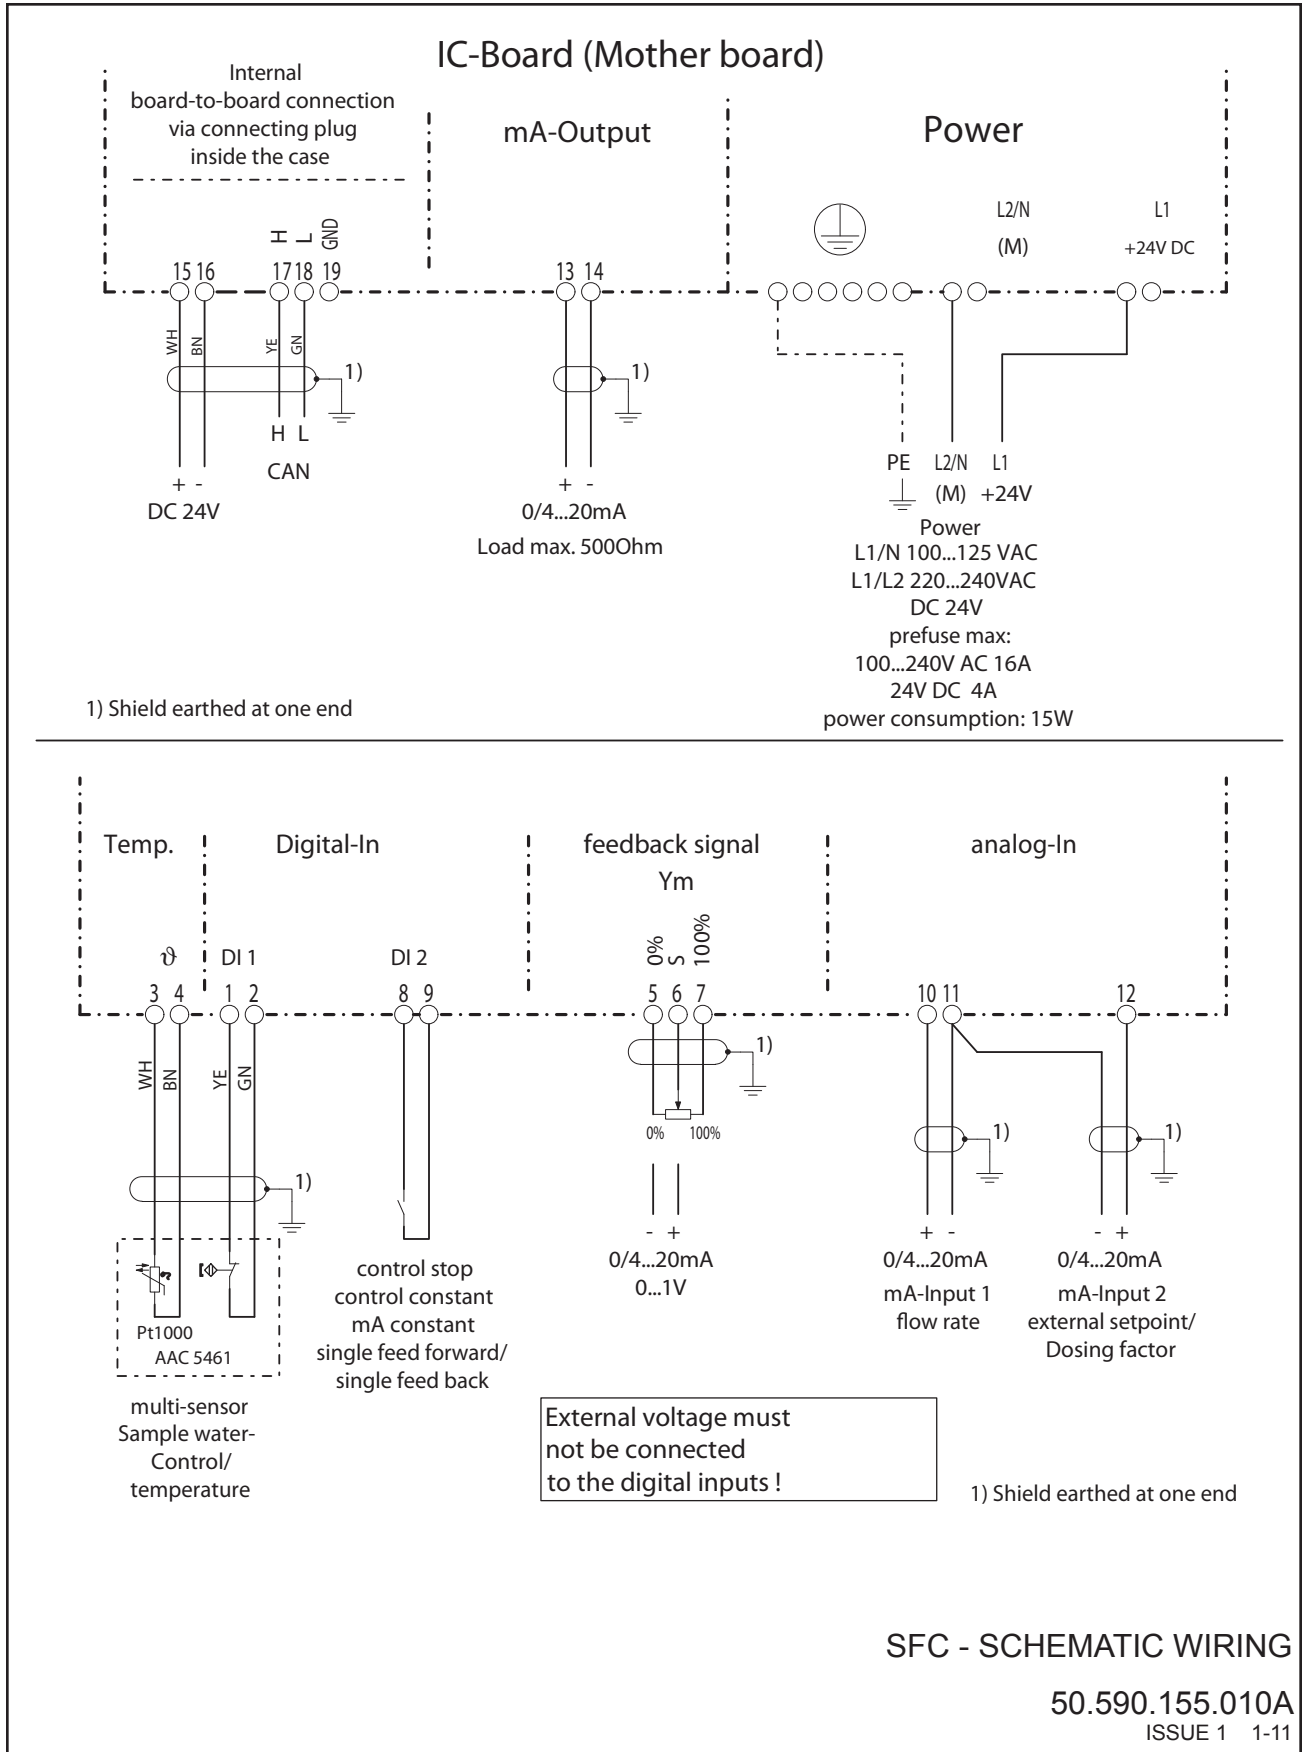 IC-Board (Mother board)
Internal
board-to-board connection
via connecting plug
inside the case
mA-Output
Power
H L GND
L2/N L1
(M) +24V DC
15 16 17 18 19 13 14
WH BN YE GN
1) 1)
H L
CAN
+ -
DC 24V
+ -
0/4...20mA
Load max. 500Ohm
PE L2/N L1
(M) +24V
Power
L1/N 100...125 VAC
L1/L2 220...240VAC
DC 24V
prefuse max:
100...240V AC 16A
24V DC 4A
power consumption: 15W
1) Shield earthed at one end
Temp. Digital-In feedback signal analog-In
Ym
0% S 100%
ϑ DI 1 DI 2
3 4 1 2 8 9 5 6 7 10 11 12
WH BN YE GN
1)
0% 100%
1) 1)
1)
- +
0/4...20mA
0...1V
+ -
0/4...20mA
mA-Input 1
flow rate
- +
0/4...20mA
mA-Input 2
external setpoint/
Dosing factor
control stop
control constant
mA constant
single feed forward/
single feed back
ϑ
Pt1000
AAC 5461
multi-sensor
Sample water-
Control/
temperature
External voltage must
not be connected
to the digital inputs !
1) Shield earthed at one end
SFC - SCHEMATIC WIRING
50.590.155.010A
ISSUE 1 1-11